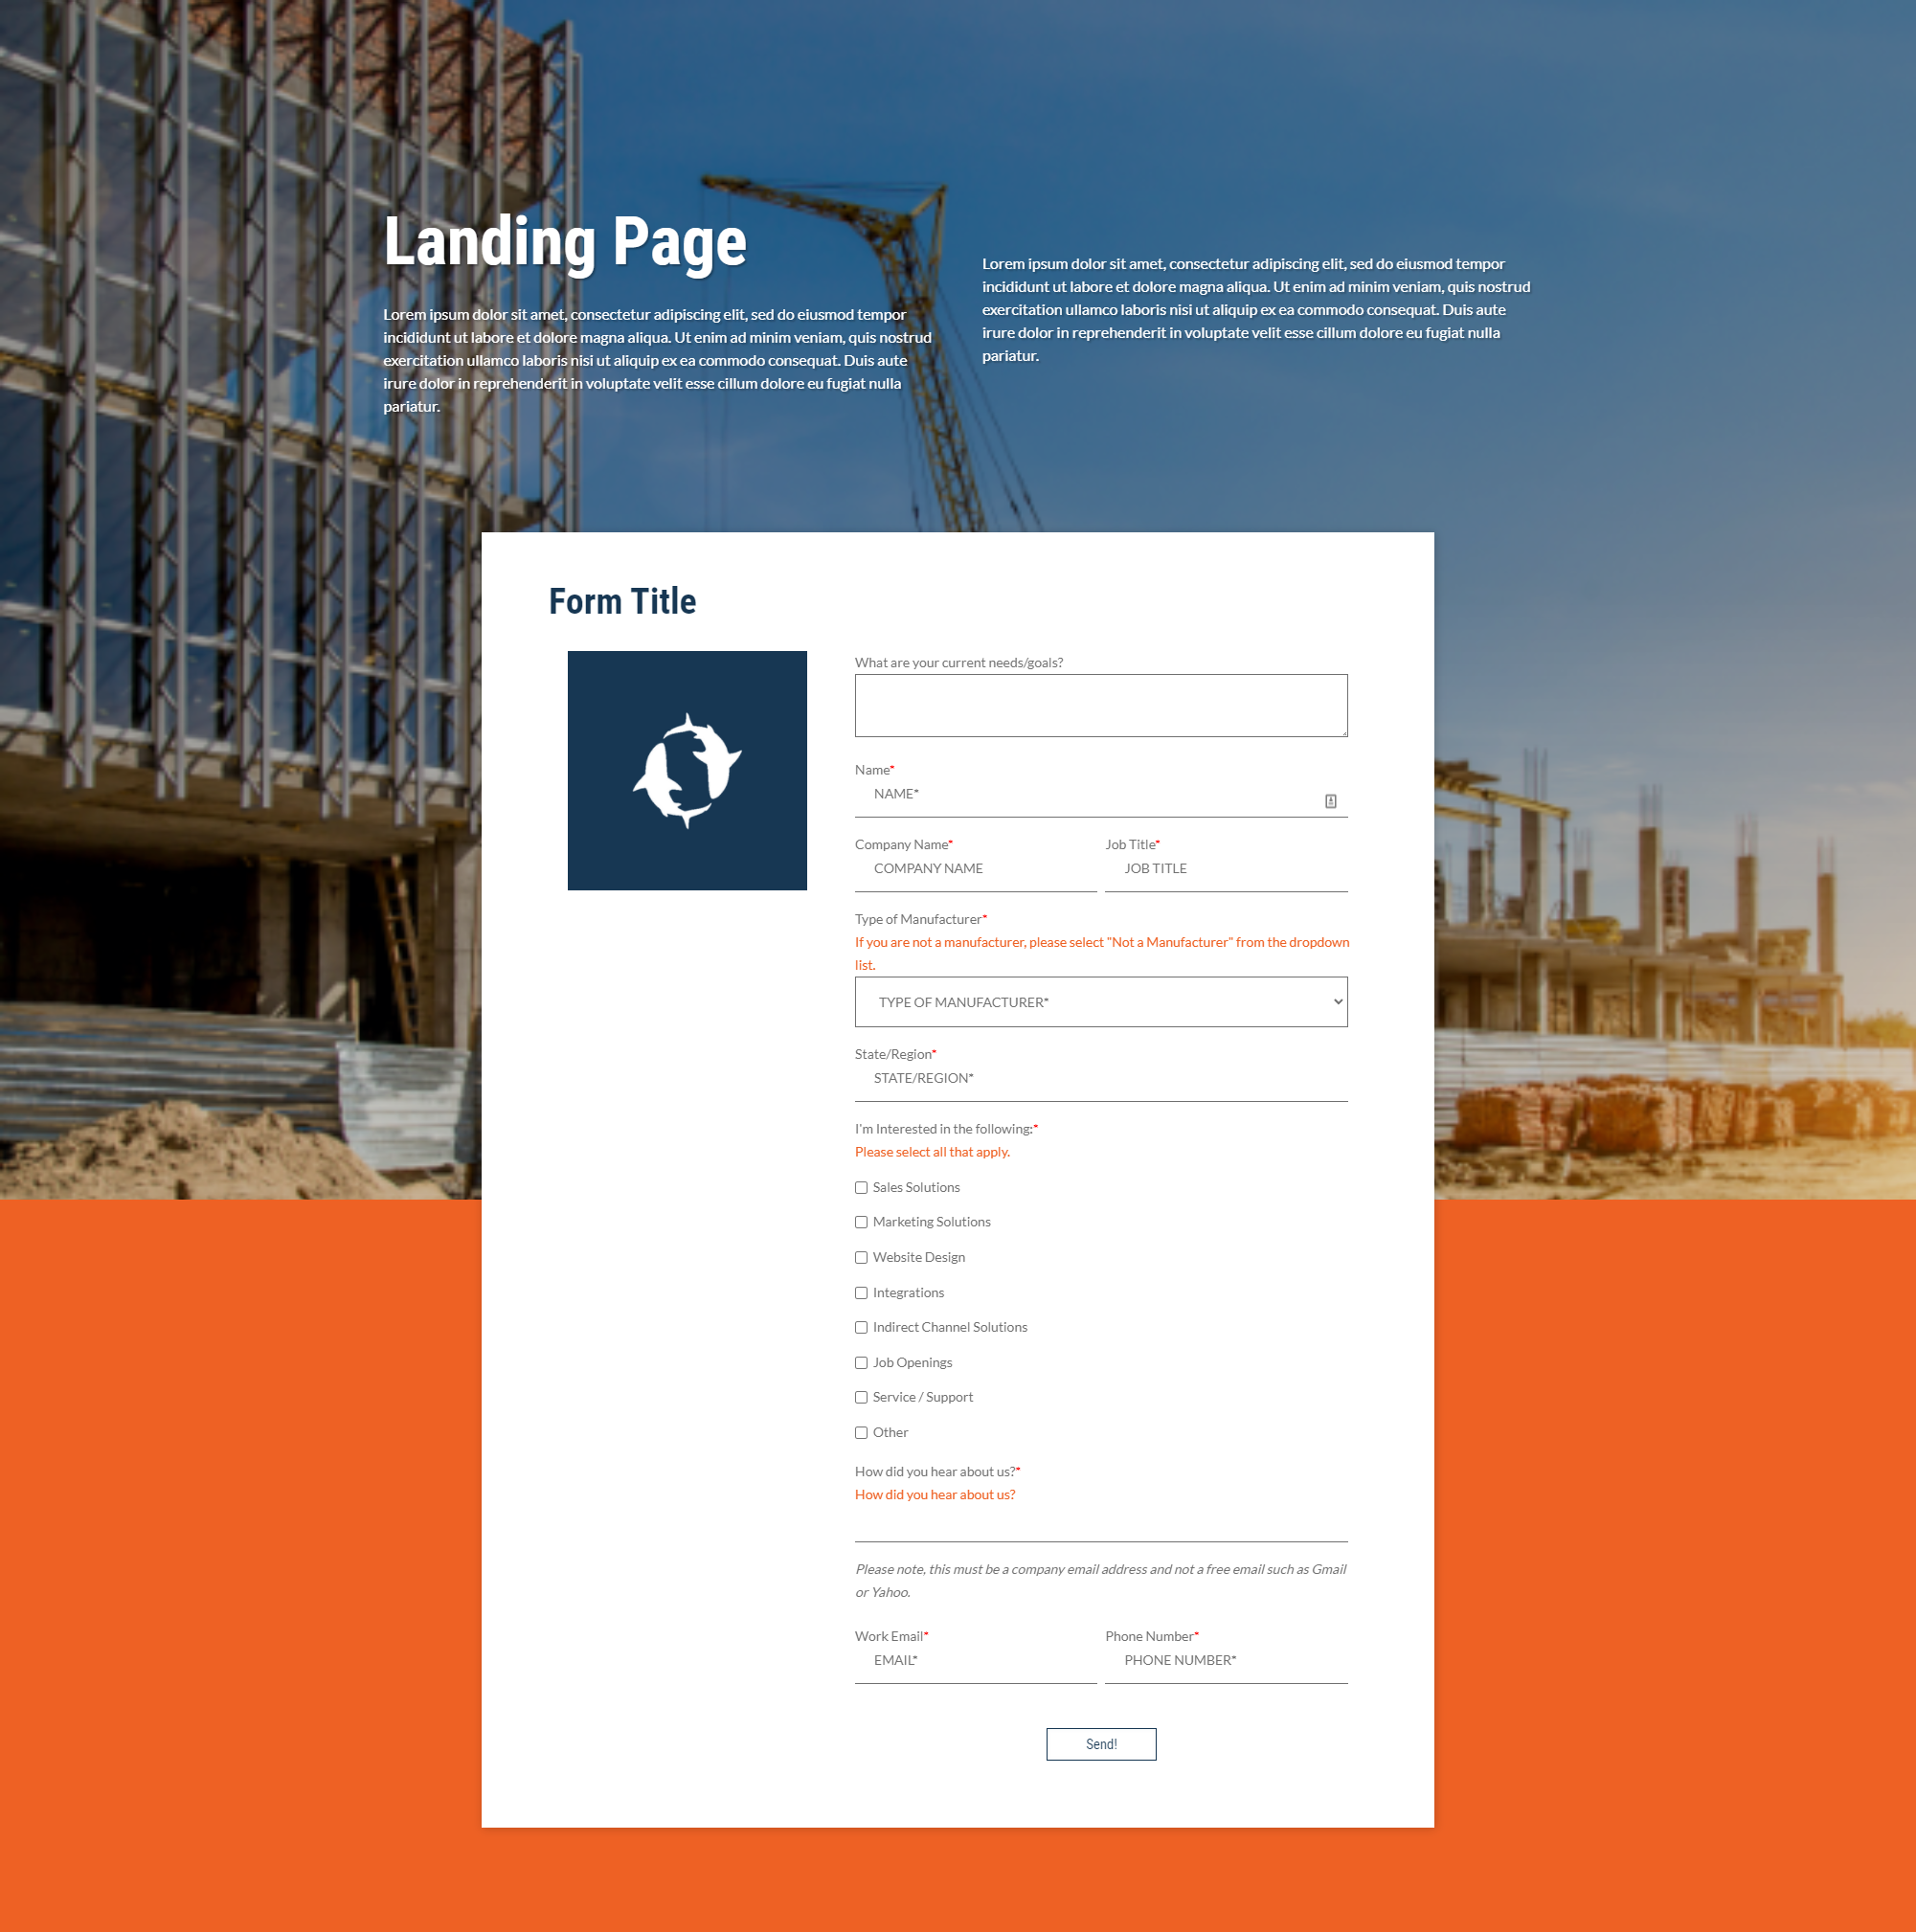 Landing Page
Lorem ipsum dolor sit amet, consectetur adipiscing elit, sed do eiusmod tempor
incididunt ut labore et dolore magna aliqua. Ut enim ad minim veniam, quis nostrud
exercitation ullamco laboris nisi ut aliquip ex ea commodo consequat. Duis aute
irure dolor in reprehenderit in voluptate velit esse cillum dolore eu fugiat nulla
pariatur.
Lorem ipsum dolor sit amet, consectetur adipiscing elit, sed do eiusmod tempor
incididunt ut labore et dolore magna aliqua. Ut enim ad minim veniam, quis nostrud
exercitation ullamco laboris nisi ut aliquip ex ea commodo consequat. Duis aute
irure dolor in reprehenderit in voluptate velit esse cillum dolore eu fugiat nulla
pariatur.
Form Title
What are your current needs/goals?
Name*
NAME*
Company Name* Job Title*
COMPANY NAME JOB TITLE
Type of Manufacturer*
If you are not a manufacturer, please select "Not a Manufacturer" from the dropdown
list.
TYPE OF MANUFACTURER*
State/Region*
STATE/REGION*
I'm Interested in the following:*
Please select all that apply.
Sales Solutions
Marketing Solutions
Website Design
Integrations
Indirect Channel Solutions
Job Openings
Service / Support
Other
How did you hear about us?*
How did you hear about us?
Please note, this must be a company email address and not a free email such as Gmail
or Yahoo.
Work Email* Phone Number*
EMAIL* PHONE NUMBER*
Send!